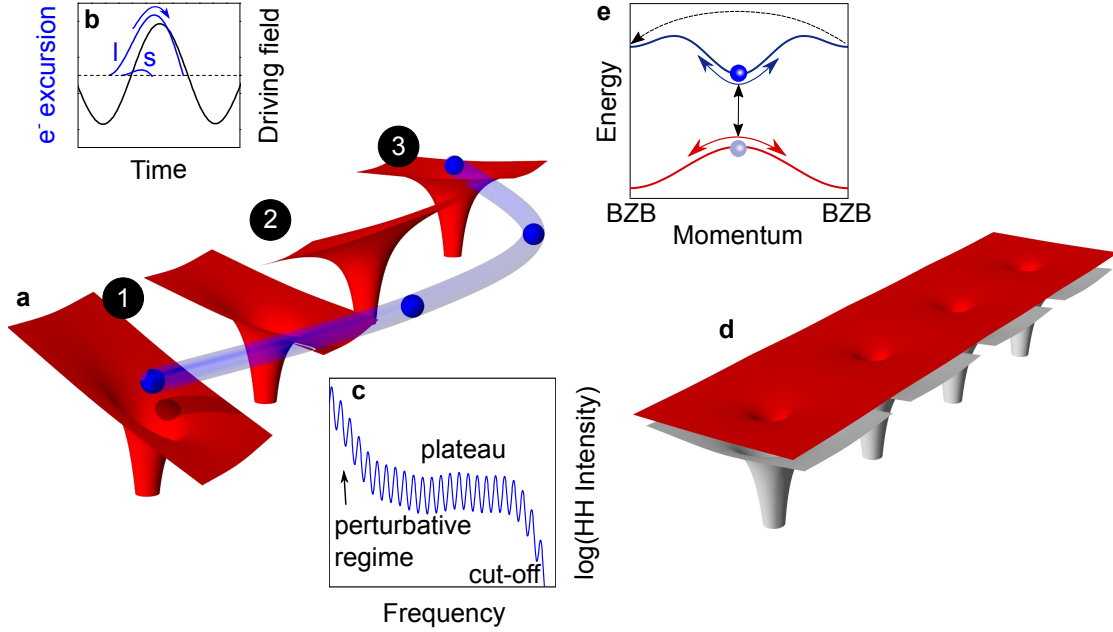 b
e⁻ excursion
l
s
Driving field
Time
a
1
2
3
c
plateau
perturbative
regime
cut-off
log(HH Intensity)
Frequency
e
Energy
BZB
BZB
Momentum
d